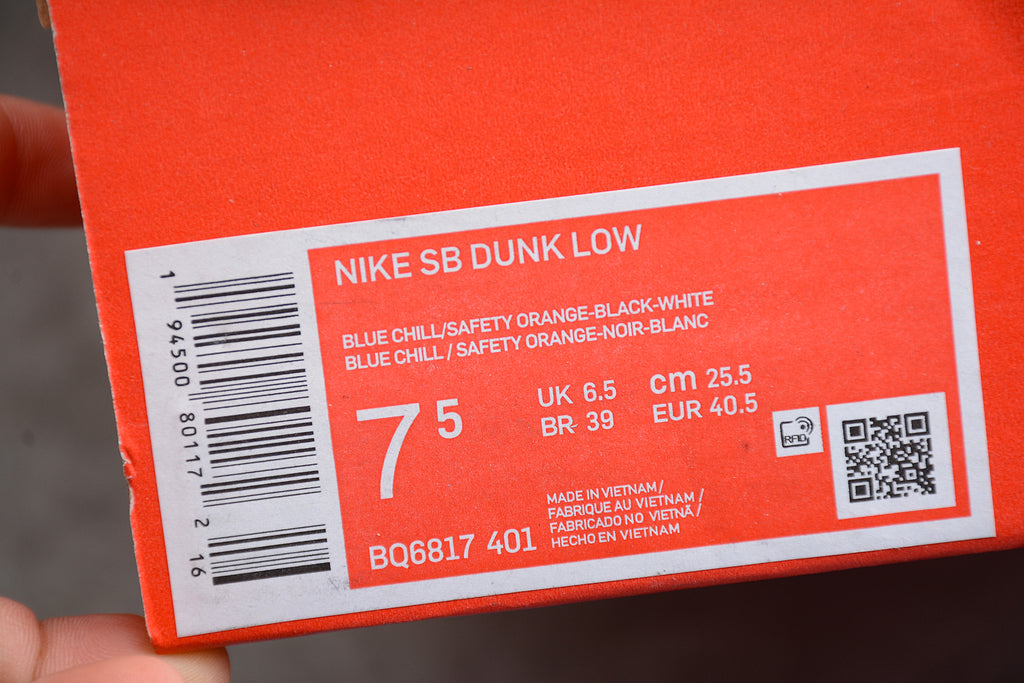 NIKE SB DUNK LOW
BLUE CHILL/SAFETY ORANGE-BLACK-WHITE
BLUE CHILL / SAFETY ORANGE-NOIR-BLANC
7 5
UK 6.5
BR 39
cm 25.5
EUR 40.5
RFID
MADE IN VIETNAM/
FABRIQUE AU VIETNAM /
FABRICADO NO VIETNÃ /
HECHO EN VIETNAM
BQ6817 401
1 94500 80117 2 16